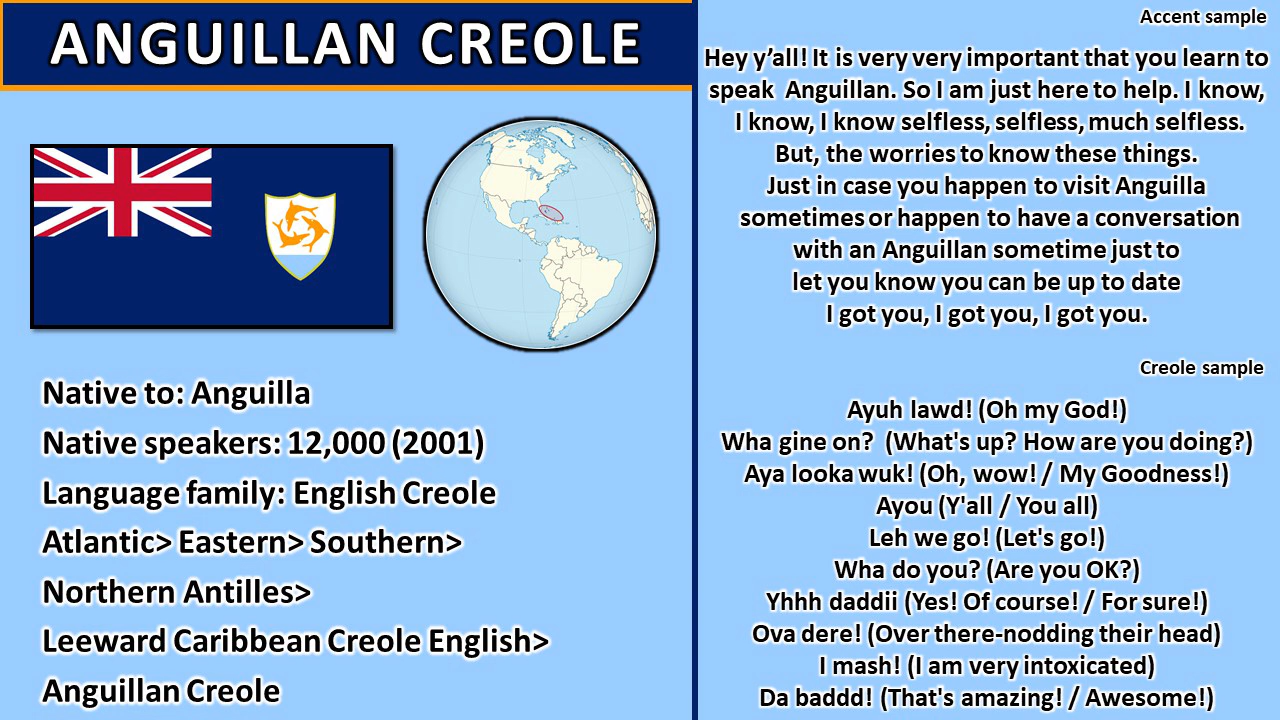 ANGUILLAN CREOLE
Native to: Anguilla
Native speakers: 12,000 (2001)
Language family: English Creole
Atlantic> Eastern> Southern>
Northern Antilles>
Leeward Caribbean Creole English>
Anguillan Creole
Accent sample
Hey y’all! It is very very important that you learn to
speak Anguillan. So I am just here to help. I know,
I know, I know selfless, selfless, much selfless.
But, the worries to know these things.
Just in case you happen to visit Anguilla
sometimes or happen to have a conversation
with an Anguillan sometime just to
let you know you can be up to date
I got you, I got you, I got you.
Creole sample
Ayuh lawd! (Oh my God!)
Wha gine on? (What's up? How are you doing?)
Aya looka wuk! (Oh, wow! / My Goodness!)
Ayou (Y'all / You all)
Leh we go! (Let's go!)
Wha do you? (Are you OK?)
Yhhh daddii (Yes! Of course! / For sure!)
Ova dere! (Over there-nodding their head)
I mash! (I am very intoxicated)
Da baddd! (That's amazing! / Awesome!)